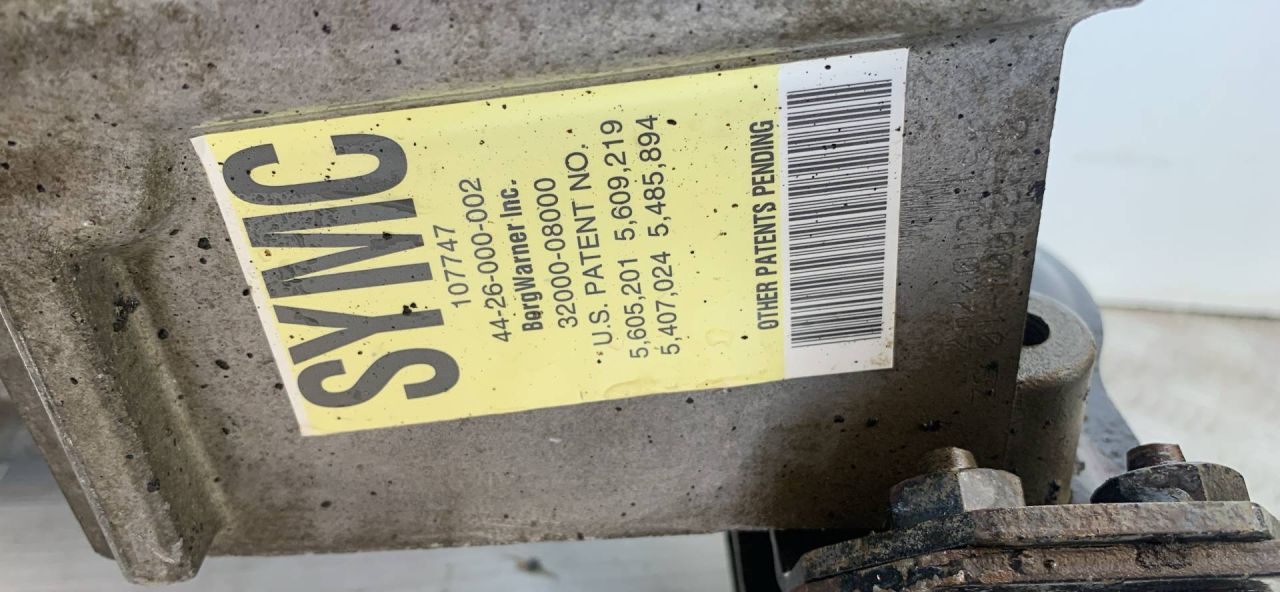 SYMC
107747
44-26-000-002
BorgWarner Inc.
32000-08000
U.S. PATENT NO.
5,605,201 5,609,219
5,407,024 5,485,894
OTHER PATENTS PENDING